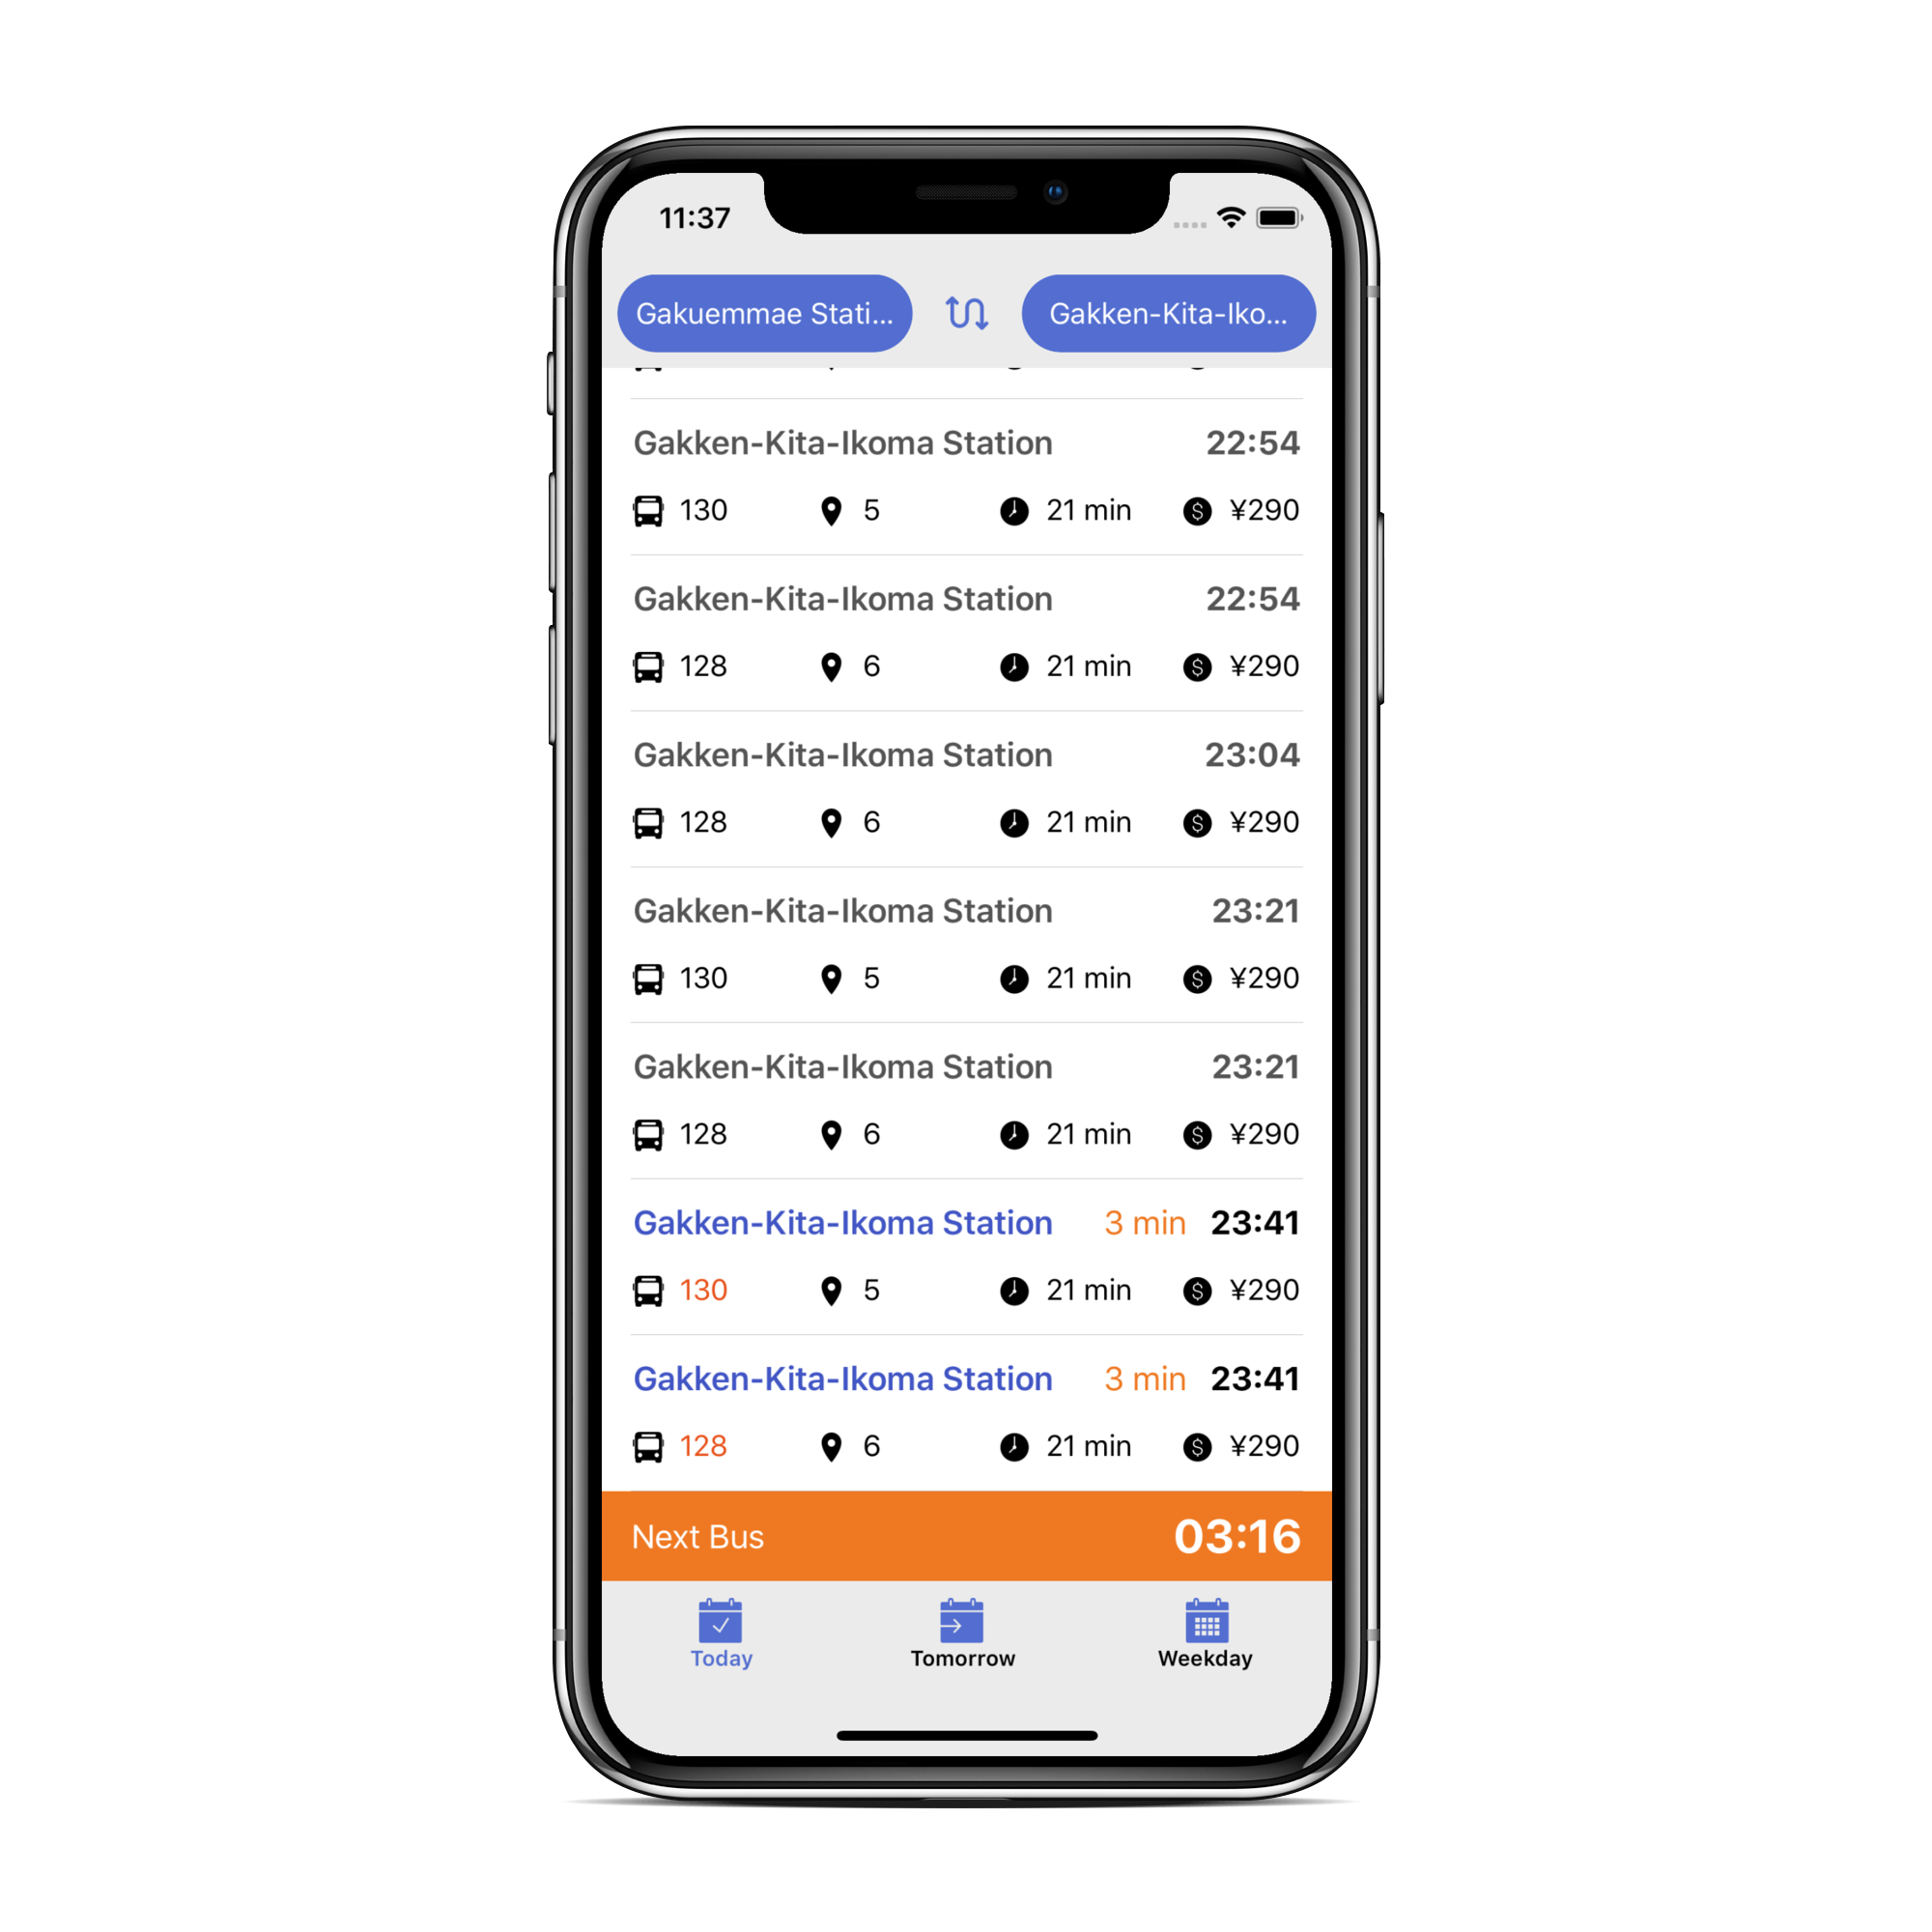 11:37
Gakuemmae Stati... Gakken-Kita-Iko...
Gakken-Kita-Ikoma Station 22:54
130 5 21 min $ ¥290
Gakken-Kita-Ikoma Station 22:54
128 6 21 min $ ¥290
Gakken-Kita-Ikoma Station 23:04
128 6 21 min $ ¥290
Gakken-Kita-Ikoma Station 23:21
130 5 21 min $ ¥290
Gakken-Kita-Ikoma Station 23:21
128 6 21 min $ ¥290
Gakken-Kita-Ikoma Station 3 min 23:41
130 5 21 min $ ¥290
Gakken-Kita-Ikoma Station 3 min 23:41
128 6 21 min $ ¥290
Next Bus 03:16
Today Tomorrow Weekday